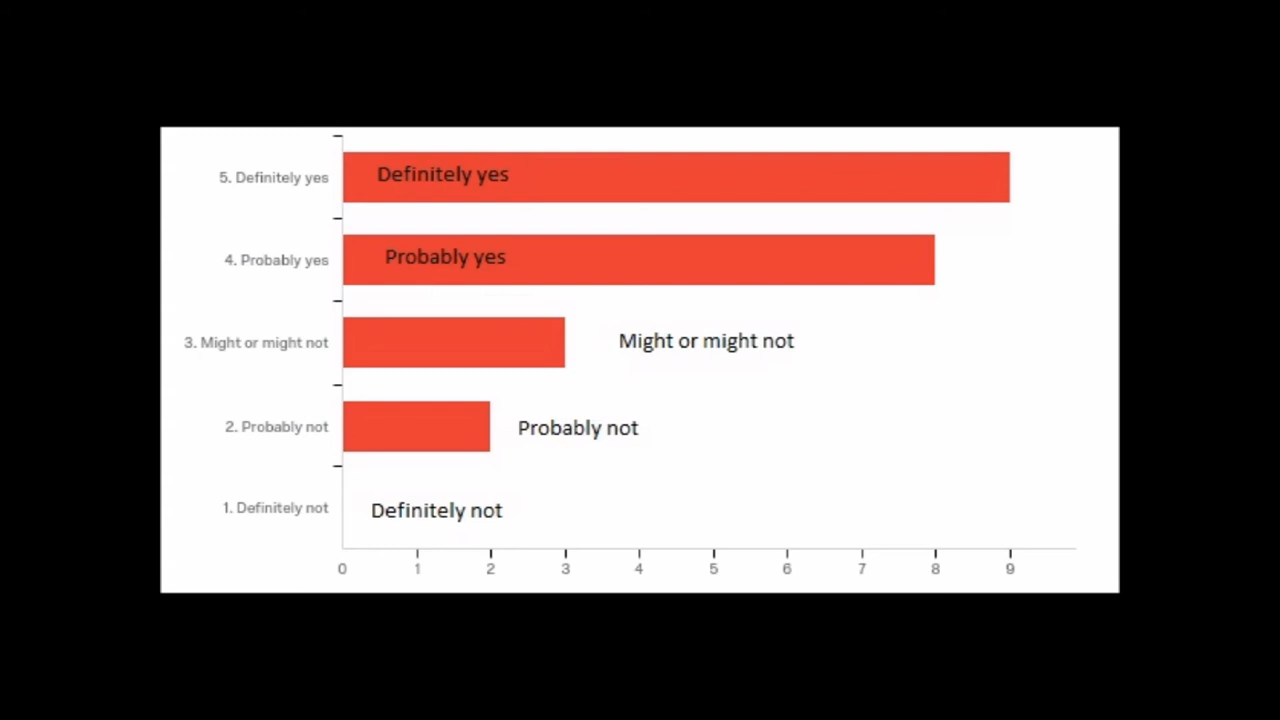 5. Definitely yes
Definitely yes
4. Probably yes
Probably yes
3. Might or might not
Might or might not
2. Probably not
Probably not
1. Definitely not
Definitely not
0 1 2 3 4 5 6 7 8 9